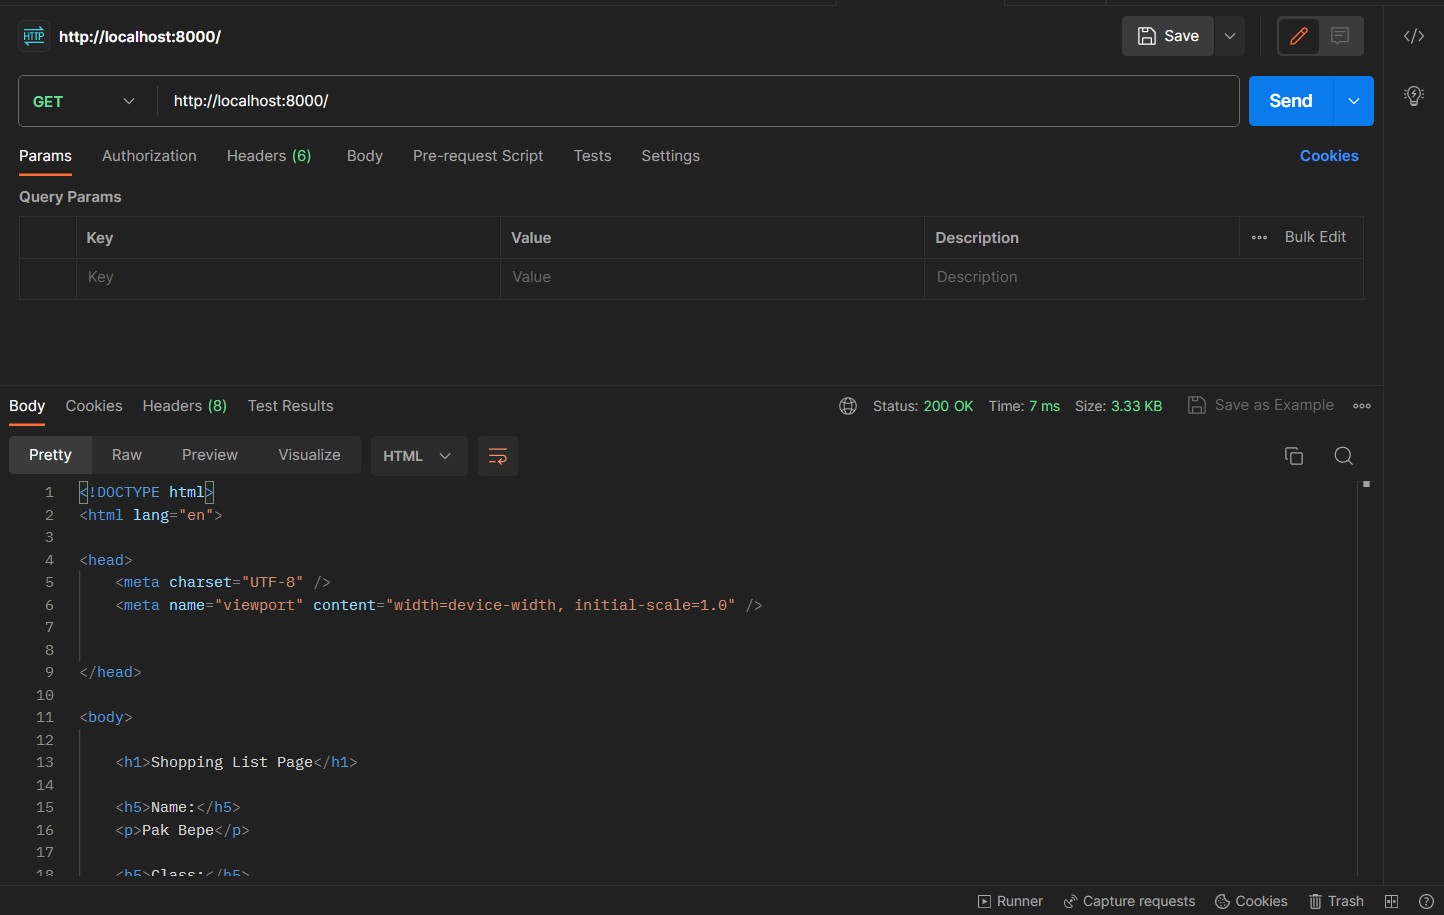 HTTP http://localhost:8000/ Save
GET http://localhost:8000/ Send
Params Authorization Headers (6) Body Pre-request Script Tests Settings Cookies
Query Params
Key Value Description Bulk Edit
Key Value Description
Body Cookies Headers (8) Test Results Status: 200 OK Time: 7 ms Size: 3.33 KB Save as Example
Pretty Raw Preview Visualize HTML
1 <!DOCTYPE html>
2 <html lang="en">
3
4 <head>
5 <meta charset="UTF-8" />
6 <meta name="viewport" content="width=device-width, initial-scale=1.0" />
7
8
9 </head>
10
11 <body>
12
13 <h1>Shopping List Page</h1>
14
15 <h5>Name:</h5>
16 <p>Pak Bepe</p>
17
18 <h5>Class:</h5>
Runner Capture requests Cookies Trash